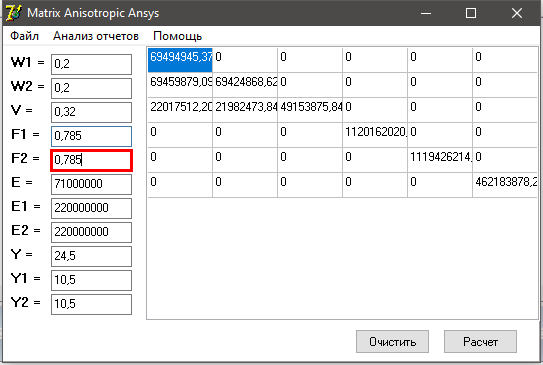 Matrix Anisotropic Ansys
Файл Анализ отчетов Помощь
W1 = 0,2
W2 = 0,2
V = 0,32
F1 = 0,785
F2 = 0,785
E = 71000000
E1 = 220000000
E2 = 220000000
Y = 24,5
Y1 = 10,5
Y2 = 10,5
69494945,37 0 0 0 0 0
69459879,09 69424868,62 0 0 0 0
22017512,20 21982473,84 49153875,84 0 0 0
0 0 0 1120162020, 0 0
0 0 0 0 1119426214, 0
0 0 0 0 0 462183878,2
Очистить Расчет